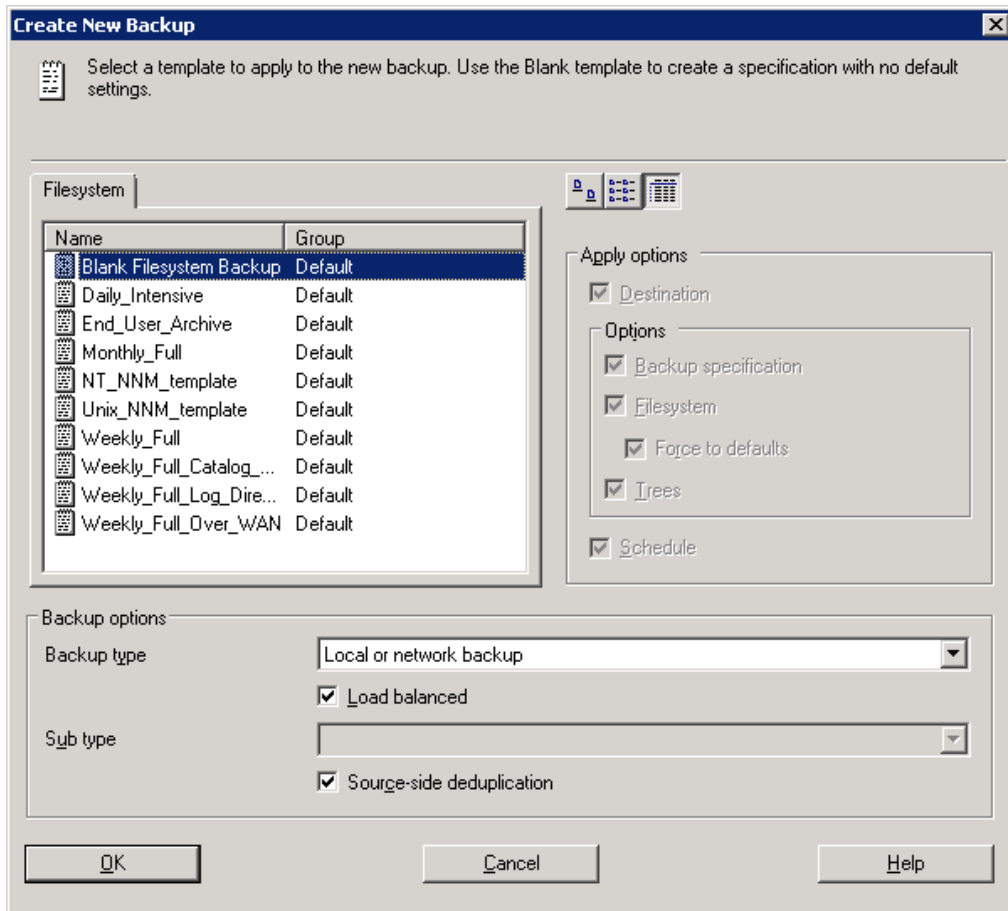 Create New Backup
Select a template to apply to the new backup. Use the Blank template to create a specification with no default
settings.
Filesystem
Name Group
Blank Filesystem Backup Default
Daily_Intensive Default
End_User_Archive Default
Monthly_Full Default
NT_NNM_template Default
Unix_NNM_template Default
Weekly_Full Default
Weekly_Full_Catalog_... Default
Weekly_Full_Log_Dire... Default
Weekly_Full_Over_WAN Default
Apply options
Destination
Options
Backup specification
Filesystem
Force to defaults
Trees
Schedule
Backup options
Backup type Local or network backup
Load balanced
Sub type
Source-side deduplication
OK Cancel Help